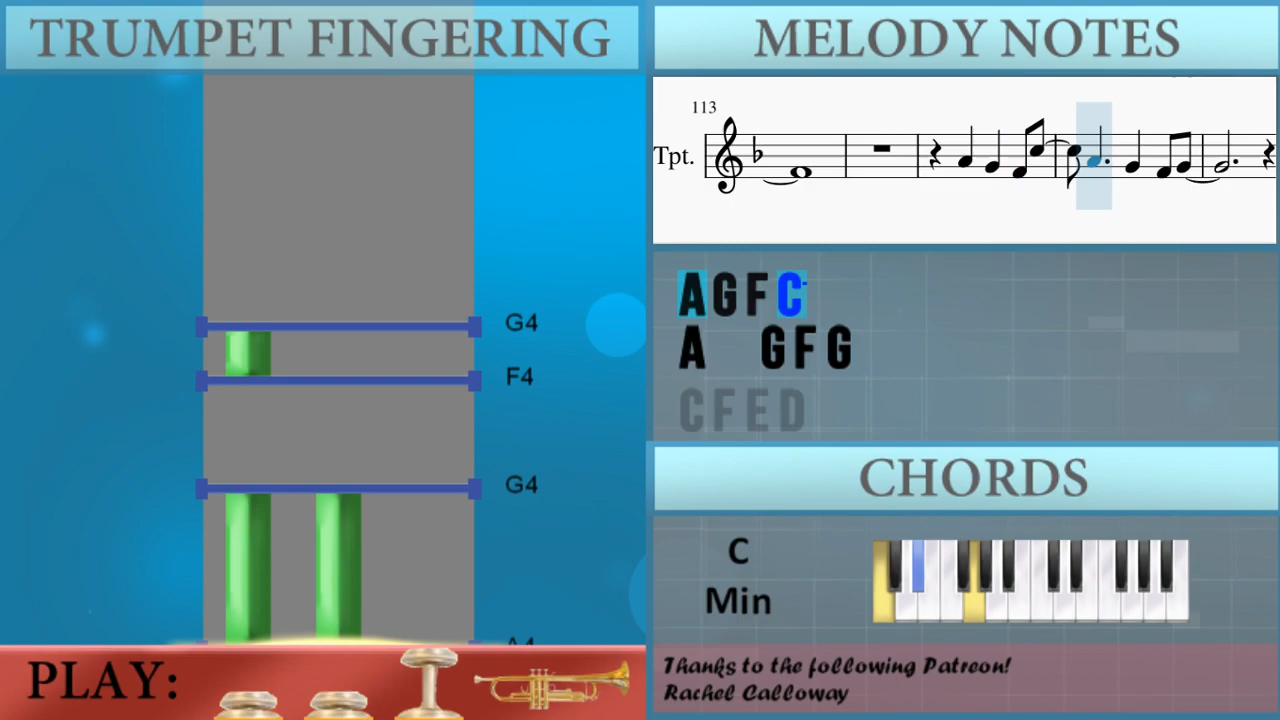 TRUMPET FINGERING
MELODY NOTES
113
Tpt.
G4
F4
G4
A4
AGFC
A GFG
CFED
CHORDS
C
Min
PLAY:
Thanks to the following Patreon!
Rachel Calloway